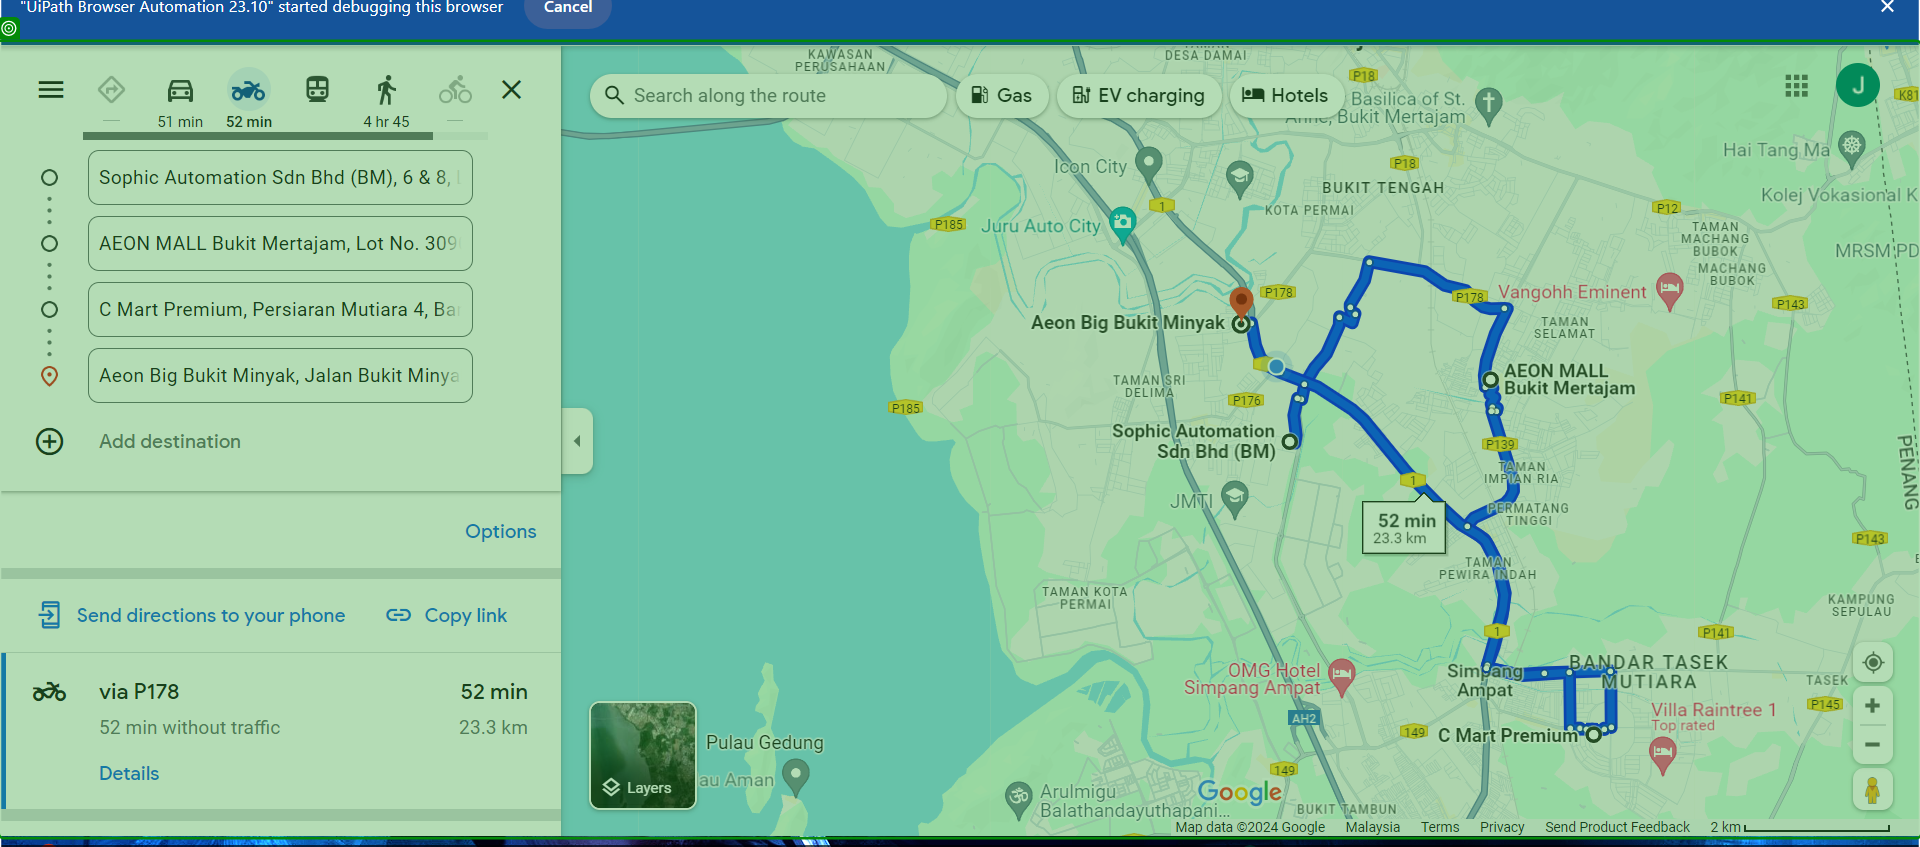 "UiPath Browser Automation 23.10" started debugging this browser
Cancel
51 min
52 min
4 hr 45
Sophic Automation Sdn Bhd (BM), 6 & 8,
AEON MALL Bukit Mertajam, Lot No. 309
C Mart Premium, Persiaran Mutiara 4, Ba
Aeon Big Bukit Minyak, Jalan Bukit Minya
Add destination
Options
Send directions to your phone
Copy link
via P178
52 min
52 min without traffic
23.3 km
Details
Search along the route
Gas
EV charging
Hotels
J
KAWASAN
PERUSAHAAN
DESA DAMAI
P18
K81
Basilica of St.
Anne, Bukit Mertajam
Icon City
P18
Hai Tang Ma
BUKIT TENGAH
Kolej Vokasional K
KOTA PERMAI
1
P12
P185
Juru Auto City
TAMAN
MACHANG
BUBOK
MRSM PD
MACHANG
BUBOK
P178
P178
Vangohh Eminent
P143
Aeon Big Bukit Minyak
TAMAN
SELAMAT
AEON MALL
Bukit Mertajam
TAMAN SRI
DELIMA
P176
P141
P185
Sophic Automation
Sdn Bhd (BM)
P139
PENANG
TAMAN
IMPIAN RIA
1
JMTI
PERMATANG
TINGGI
52 min
23.3 km
P143
TAMAN
PEWIRA INDAH
TAMAN KOTA
PERMAI
KAMPUNG
SEPULAU
1
P141
OMG Hotel
Simpang Ampat
Simpang
Ampat
BANDAR TASEK
MUTIARA
TASEK
P145
AH2
Villa Raintree 1
Top rated
149
C Mart Premium
Layers
Pulau Gedung
au Aman
149
Arulmigu
Balathandayuthapani...
Google
BUKIT TAMBUN
Map data ©2024 Google
Malaysia
Terms
Privacy
Send Product Feedback
2 km